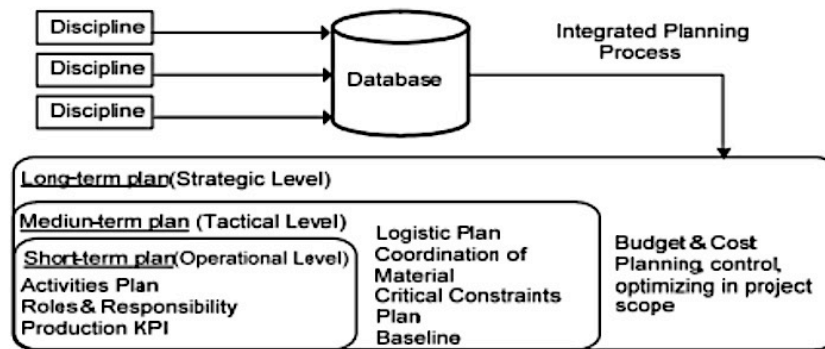 Discipline
Discipline
Discipline
Database
Integrated Planning
Process
Long-term plan(Strategic Level)
Mediun-term plan (Tactical Level)
Short-term plan(Operational Level)
Activities Plan
Roles & Responsibility
Production KPI
Logistic Plan
Coordination of
Material
Critical Constraints
Plan
Baseline
Budget & Cost
Planning, control,
optimizing in project
scope